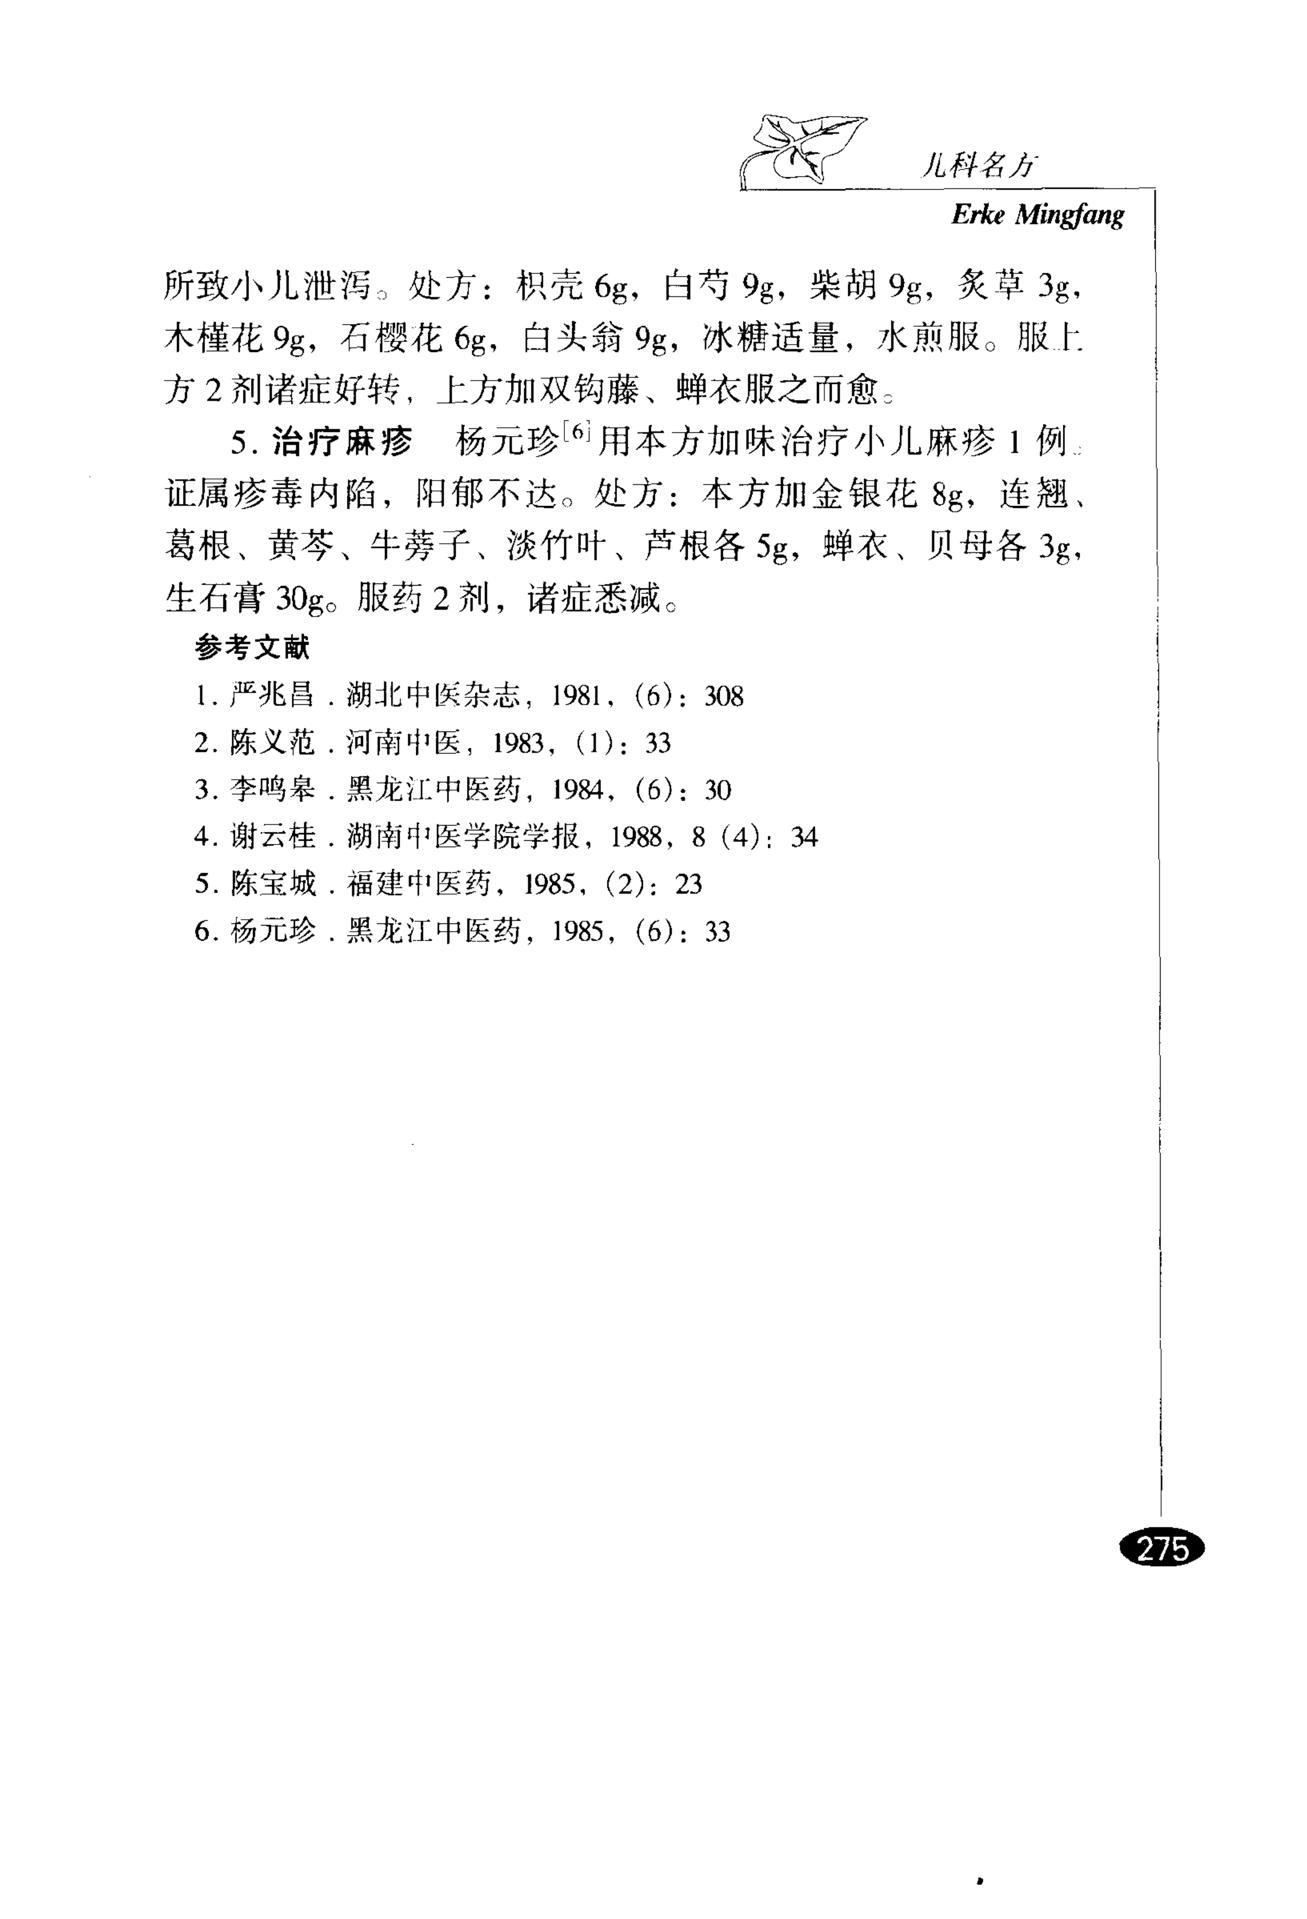 儿科名方
Erke Mingfang
所致小儿泄泻。处方：枳壳 6g，白芍 9g，柴胡 9g，炙草 3g，
木槿花 9g，石樱花 6g，白头翁 9g，冰糖适量，水煎服。服上
方 2 剂诸症好转，上方加双钩藤、蝉衣服之而愈。
5. 治疗麻疹　杨元珍[6]用本方加味治疗小儿麻疹 1 例。
证属疹毒内陷，阳郁不达。处方：本方加金银花 8g，连翘、
葛根、黄芩、牛蒡子、淡竹叶、芦根各 5g，蝉衣、贝母各 3g，
生石膏 30g。服药 2 剂，诸症悉减。
参考文献
1. 严兆昌．湖北中医杂志，1981，（6）：308
2. 陈义范．河南中医，1983，（1）：33
3. 李鸣皋．黑龙江中医药，1984，（6）：30
4. 谢云桂．湖南中医学院学报，1988，8（4）：34
5. 陈宝城．福建中医药，1985，（2）：23
6. 杨元珍．黑龙江中医药，1985，（6）：33
275